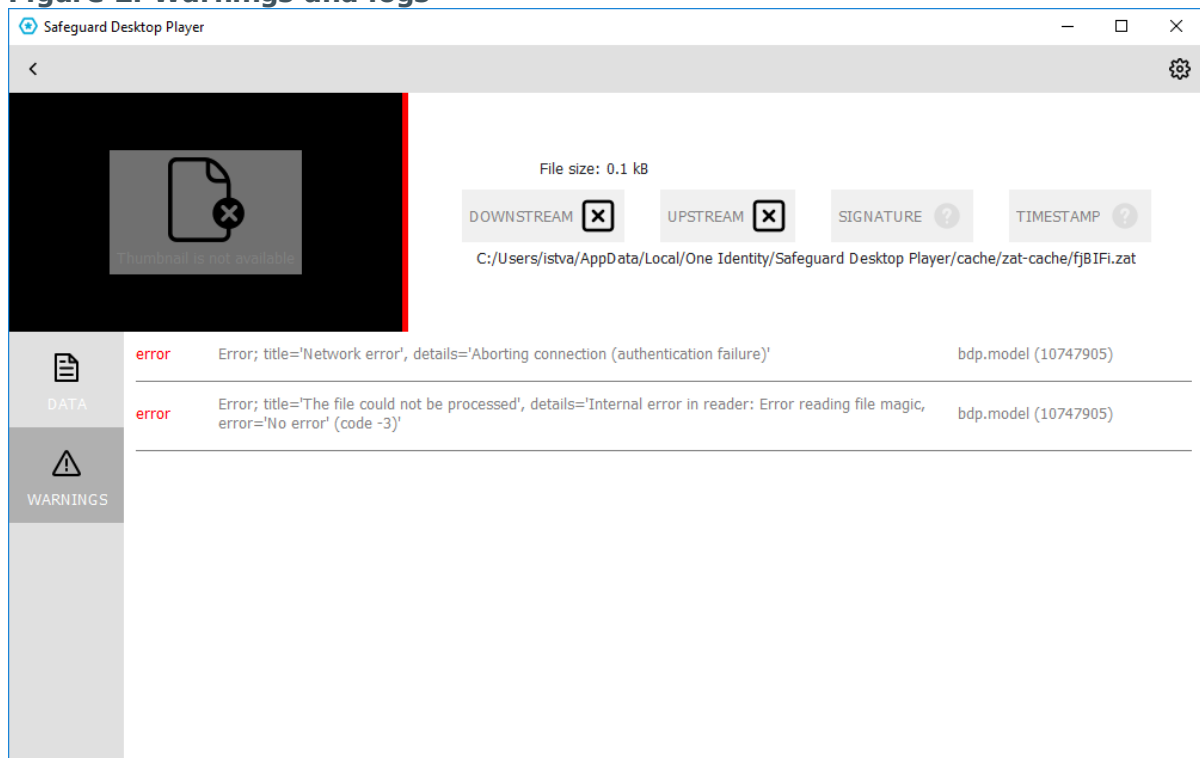 Figure 2: Warnings and logs
Safeguard Desktop Player
File size: 0.1 kB
DOWNSTREAM
UPSTREAM
SIGNATURE ?
TIMESTAMP ?
Thumbnail is not available
C:/Users/istva/AppData/Local/One Identity/Safeguard Desktop Player/cache/zat-cache/fjBIFi.zat
DATA
WARNINGS
error Error; title='Network error', details='Aborting connection (authentication failure)' bdp.model (10747905)
error Error; title='The file could not be processed', details='Internal error in reader: Error reading file magic,
error='No error' (code -3)' bdp.model (10747905)